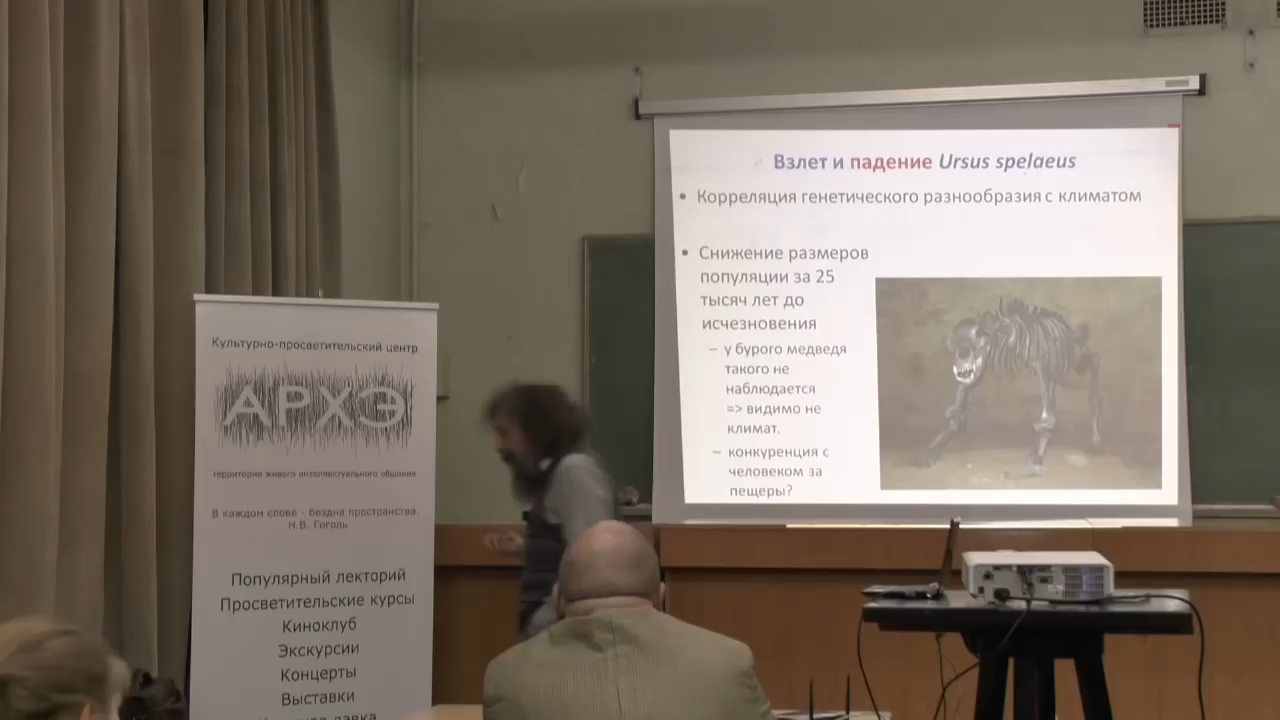 Культурно-просветительский центр
АРХЭ
территория живого интеллектуального общения
В каждом слове - бездна пространства.
Н.В. Гоголь
Популярный лекторий
Просветительские курсы
Киноклуб
Экскурсии
Концерты
Выставки
Взлет и падение Ursus spelaeus
• Корреляция генетического разнообразия с климатом
• Снижение размеров
популяции за 25
тысяч лет до
исчезновения
– у бурого медведя
такого не
наблюдается
=> видимо не
климат.
– конкуренция с
человеком за
пещеры?